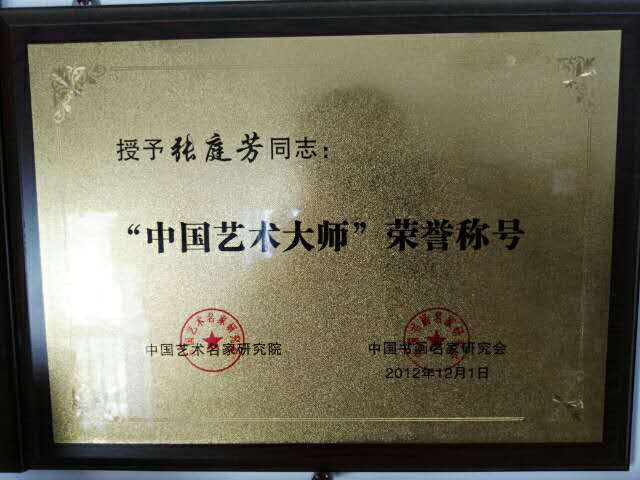 授予张庭芳同志：
“中国艺术大师”荣誉称号
中国艺术名家研究院
中国书画名家研究会
2012年12月1日